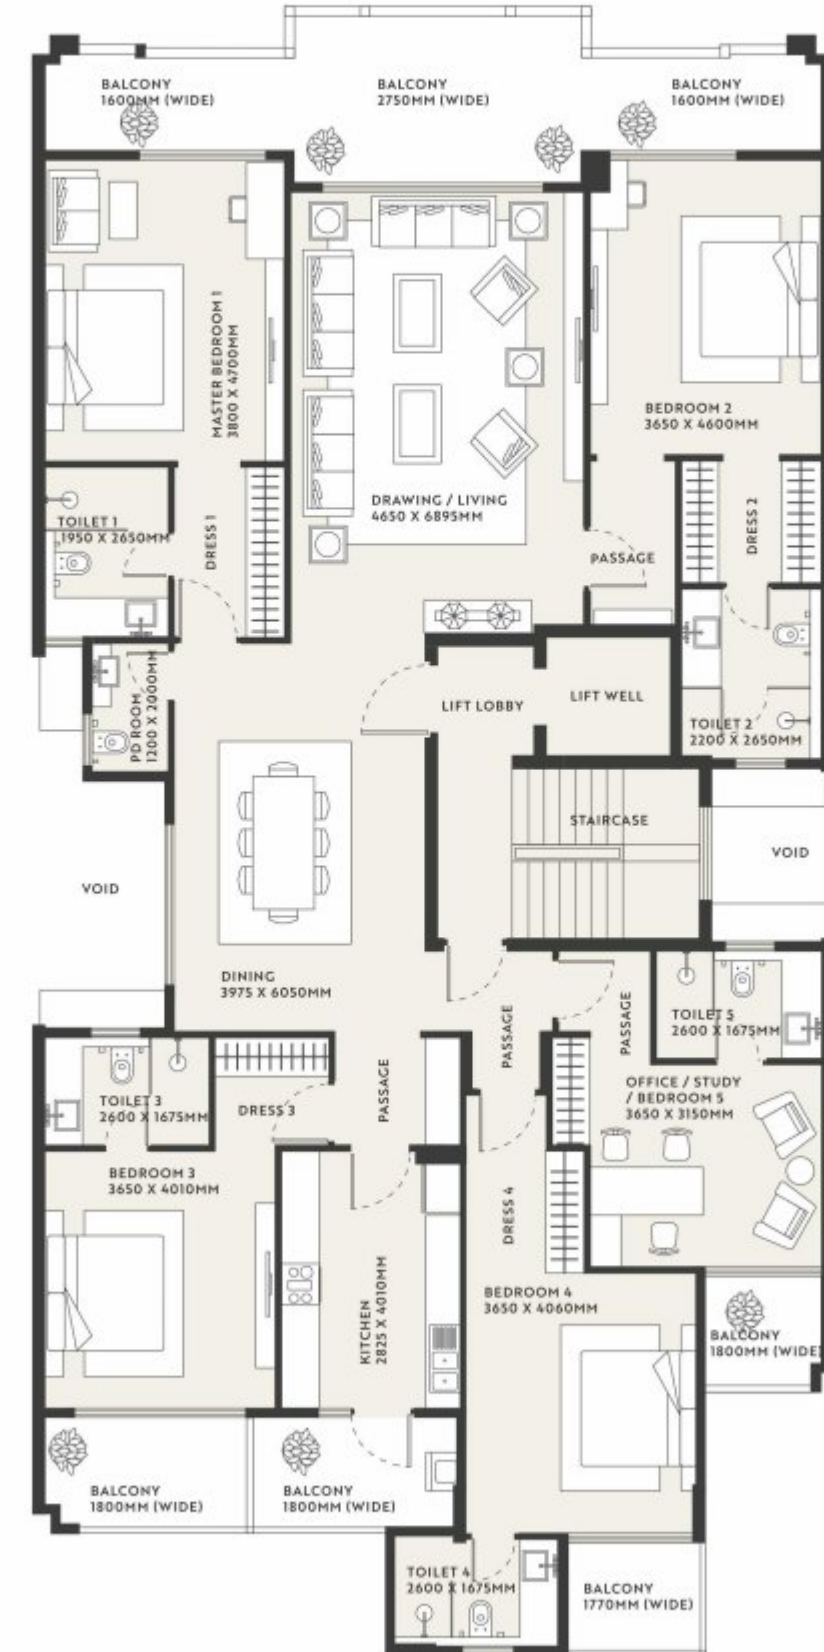 BALCONY
1600MM (WIDE)
BALCONY
2750MM (WIDE)
BALCONY
1600MM (WIDE)
MASTER BEDROOM 1
3800 X 4700MM
BEDROOM 2
3650 X 4600MM
DRAWING / LIVING
4650 X 6895MM
TOILET 1
1950 X 2650MM
DRESS 1
DRESS 2
PASSAGE
PD ROOM
1200 X 2000MM
LIFT LOBBY
LIFT WELL
TOILET 2
2200 X 2650MM
STAIRCASE
VOID
VOID
DINING
3975 X 6050MM
PASSAGE
PASSAGE
TOILET 5
2600 X 1675MM
TOILET 3
2600 X 1675MM
DRESS 3
PASSAGE
OFFICE / STUDY
/ BEDROOM 5
3650 X 3150MM
BEDROOM 3
3650 X 4010MM
DRESS 4
KITCHEN
2825 X 4010MM
BEDROOM 4
3650 X 4060MM
BALCONY
1800MM (WIDE)
BALCONY
1800MM (WIDE)
BALCONY
1800MM (WIDE)
TOILET 4
2600 X 1675MM
BALCONY
1770MM (WIDE)